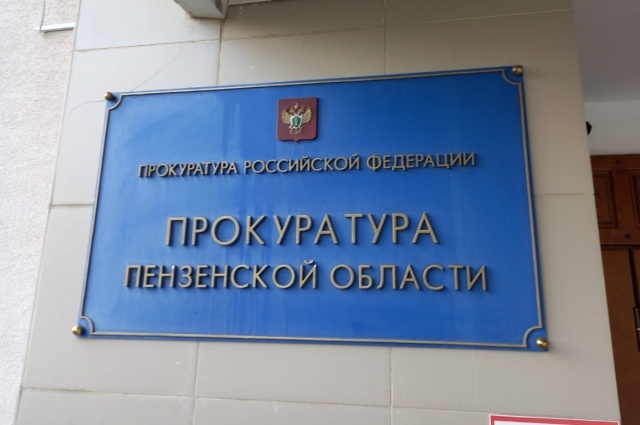 ПРОКУРАТУРА РОССИЙСКОЙ ФЕДЕРАЦИИ
ПРОКУРАТУРА
ПЕНЗЕНСКОЙ ОБЛАСТИ